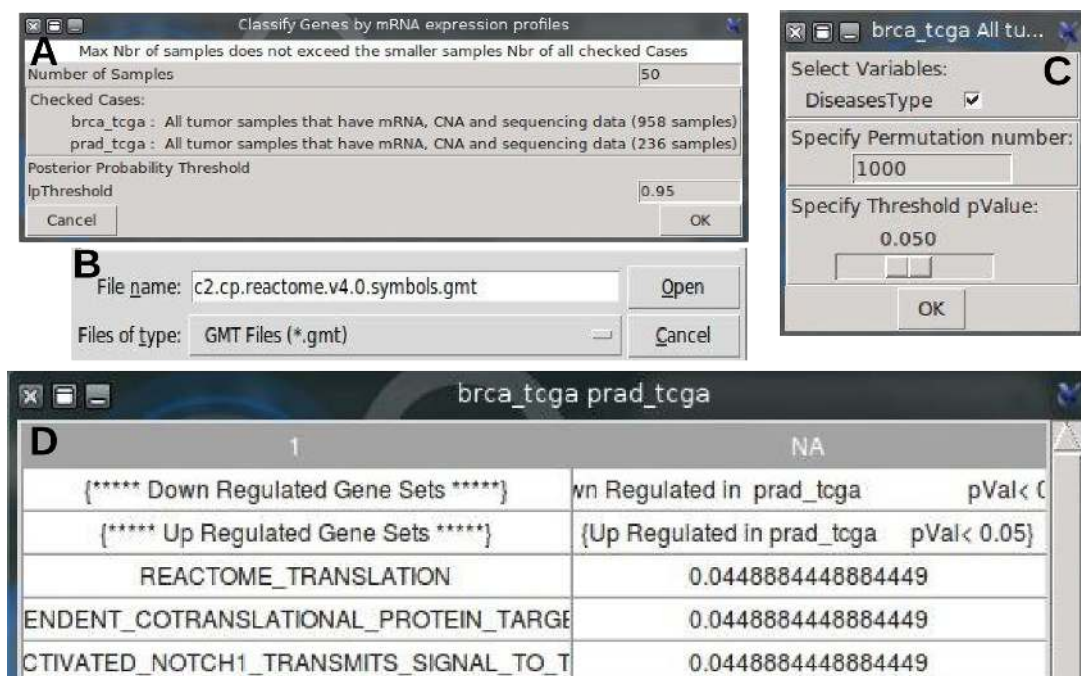 Classify Genes by mRNA expression profiles
A
Max Nbr of samples does not exceed the smaller samples Nbr of all checked Cases
Number of Samples 50
Checked Cases:
brca_tcga : All tumor samples that have mRNA, CNA and sequencing data (958 samples)
prad_tcga : All tumor samples that have mRNA, CNA and sequencing data (236 samples)
Posterior Probability Threshold
lpThreshold 0.95
Cancel OK
B
File name: c2.cp.reactome.v4.0.symbols.gmt Open
Files of type: GMT Files (*.gmt) Cancel
brca_tcga All tu...
C
Select Variables:
DiseasesType
Specify Permutation number:
1000
Specify Threshold pValue:
0.050
OK
brca_tcga prad_tcga
D
1 NA
{***** Down Regulated Gene Sets *****} wn Regulated in prad_tcga pVal<
{***** Up Regulated Gene Sets *****} {Up Regulated in prad_tcga pVal< 0.05}
REACTOME_TRANSLATION 0.0448884448884449
ENDENT_COTRANSLATIONAL_PROTEIN_TARGE 0.0448884448884449
CTIVATED_NOTCH1_TRANSMITS_SIGNAL_TO_T 0.0448884448884449